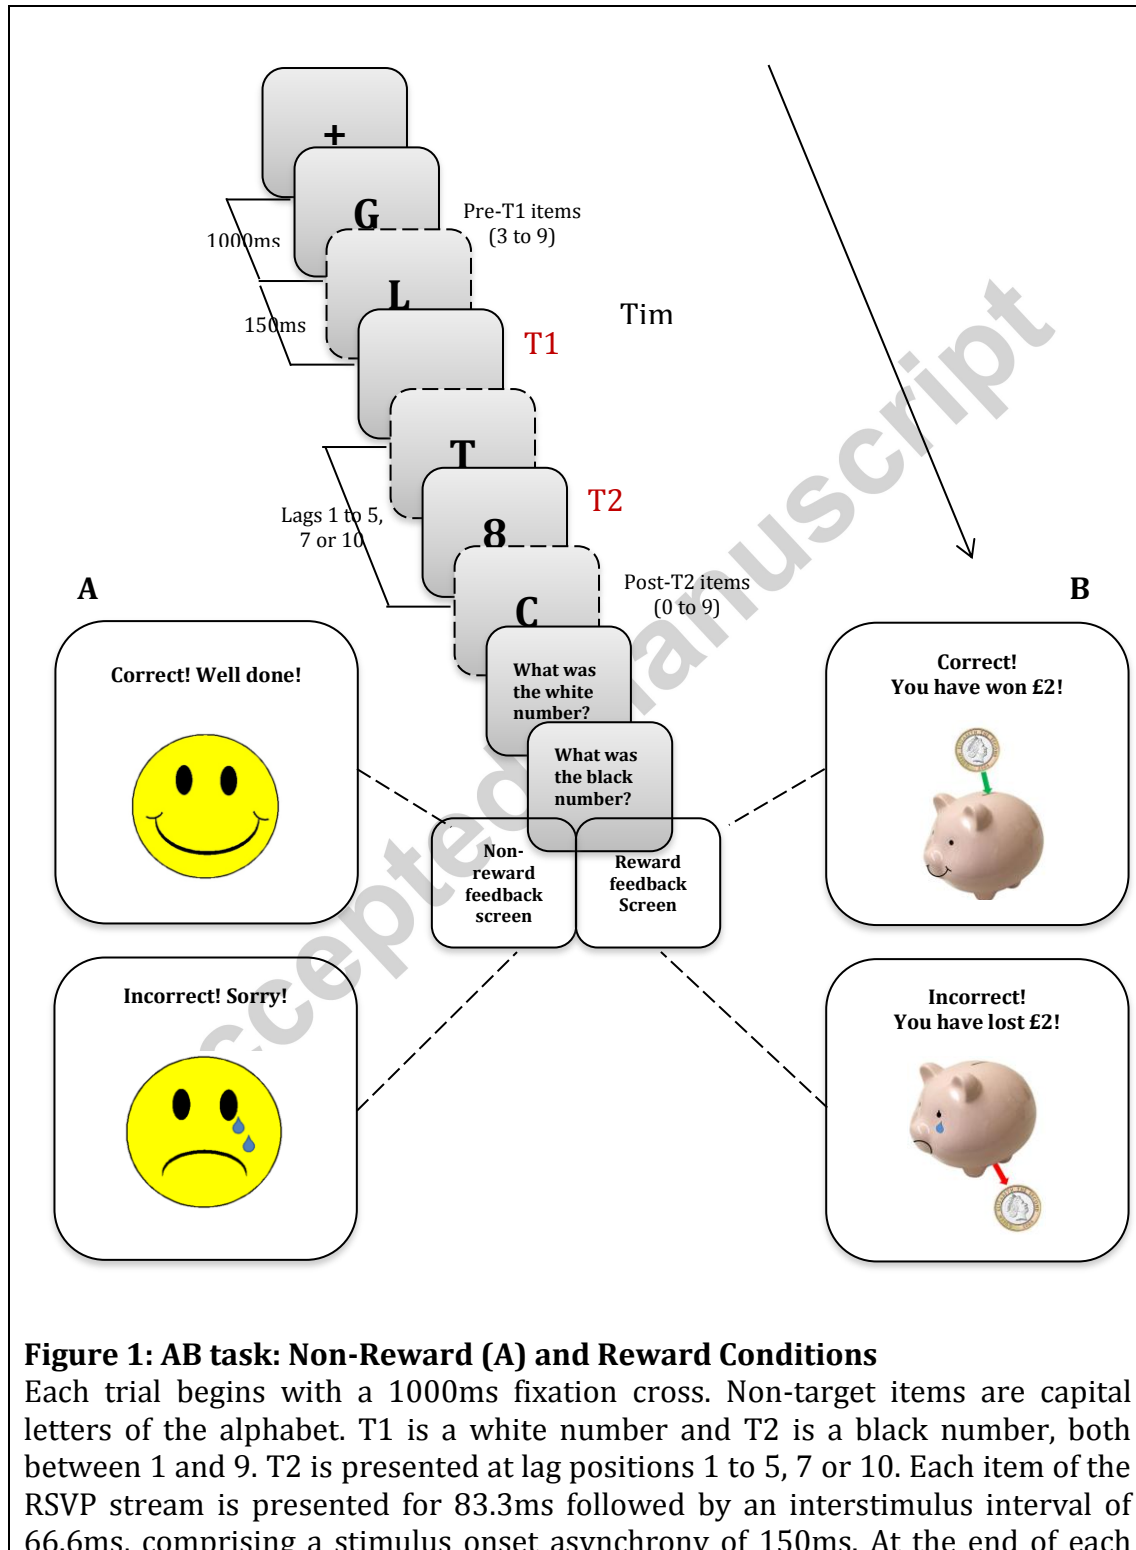 +
G
Pre-T1 items
(3 to 9)
1000ms
L
150ms
Tim
T1
T
T2
Lags 1 to 5,
7 or 10
8
Post-T2 items
(0 to 9)
C
A
B
What was
the white
number?
What was
the black
number?
Correct! Well done!
Correct!
You have won £2!
Non-
reward
feedback
screen
Reward
feedback
Screen
Incorrect! Sorry!
Incorrect!
You have lost £2!
ccepted manuscript
Figure 1: AB task: Non-Reward (A) and Reward Conditions
Each trial begins with a 1000ms fixation cross. Non-target items are capital
letters of the alphabet. T1 is a white number and T2 is a black number, both
between 1 and 9. T2 is presented at lag positions 1 to 5, 7 or 10. Each item of the
RSVP stream is presented for 83.3ms followed by an interstimulus interval of
66.6ms, comprising a stimulus onset asynchrony of 150ms. At the end of each